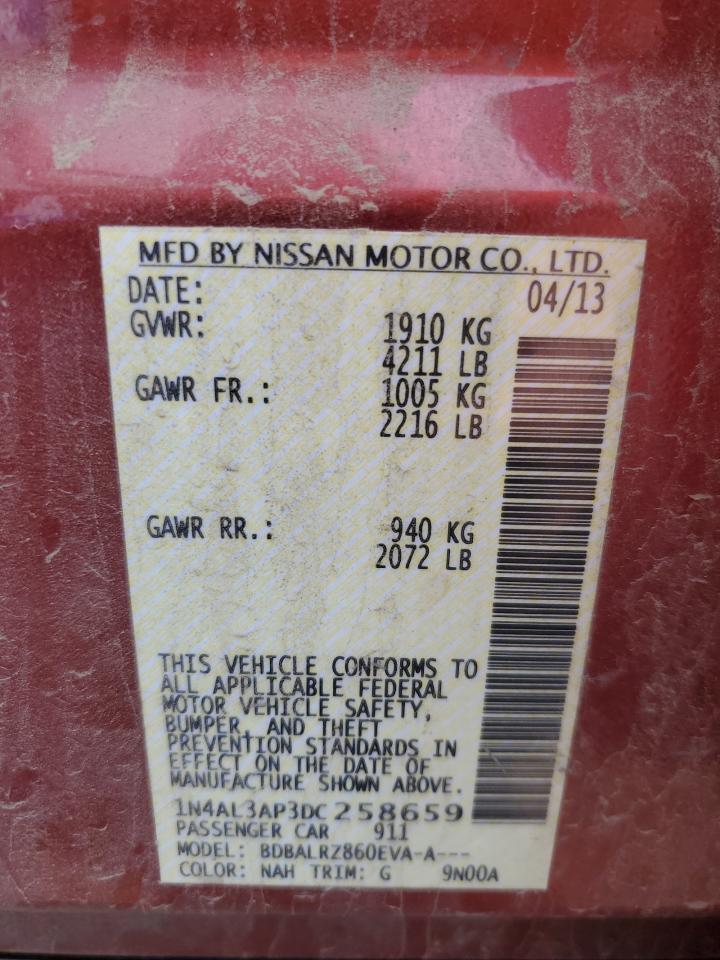 MFD BY NISSAN MOTOR CO., LTD.
DATE: 04/13
GVWR: 1910 KG
4211 LB
GAWR FR.: 1005 KG
2216 LB
GAWR RR.: 940 KG
2072 LB
THIS VEHICLE CONFORMS TO
ALL APPLICABLE FEDERAL
MOTOR VEHICLE SAFETY,
BUMPER, AND THEFT
PREVENTION STANDARDS IN
EFFECT ON THE DATE OF
MANUFACTURE SHOWN ABOVE.
1N4AL3AP3DC258659
PASSENGER CAR 911
MODEL: BDBALRZ860EVA-A---
COLOR: NAH TRIM: G 9N00A